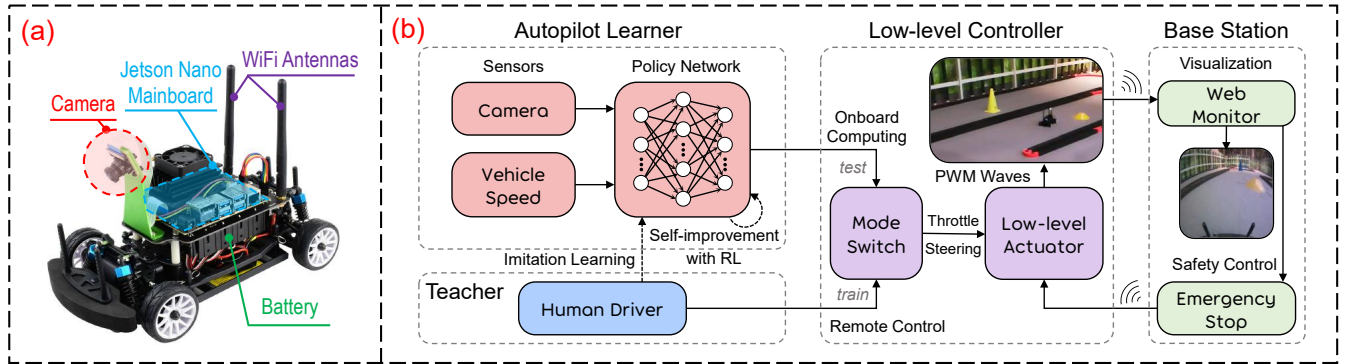 (a)
WiFi Antennas
Jetson Nano
Mainboard
Camera
Battery
(b)
Autopilot Learner
Sensors
Policy Network
Camera
Vehicle
Speed
Self-improvement
with RL
Imitation Learning
Teacher
Human Driver
Low-level Controller
Onboard
Computing
test
Mode
Switch
train
Remote Control
Throttle
Steering
PWM Waves
Low-level
Actuator
Base Station
Visualization
Web
Monitor
Safety Control
Emergency
Stop